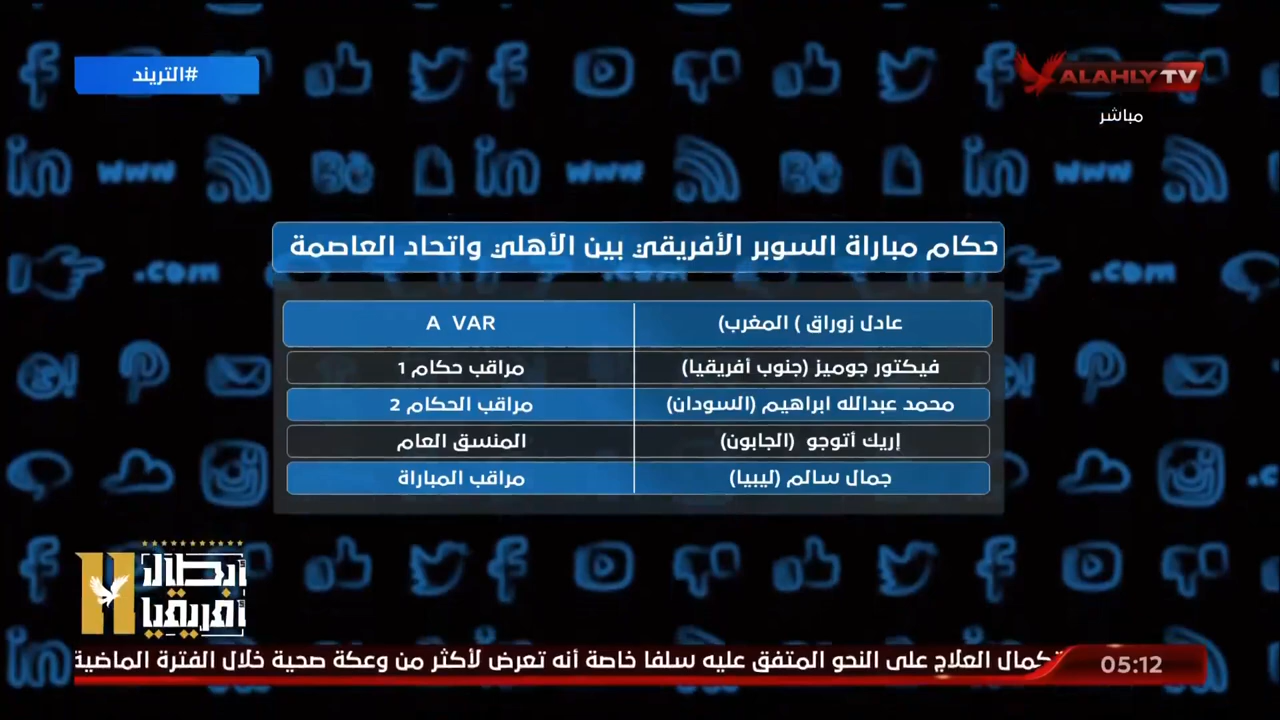 #التريند
ALAHLY TV
مباشر
حكام مباراة السوبر الأفريقي بين الأهلي واتحاد العاصمة
عادل زوراق ) المغرب) A VAR
فيكتور جوميز (جنوب أفريقيا) مراقب حكام 1
محمد عبدالله ابراهيم (السودان) مراقب الحكام 2
إريك أتوجو (الجابون) المنسق العام
جمال سالم (ليبيا) مراقب المباراة
أبطال
أفريقيا
11
05:12
كمال العلاج على النحو المتفق عليه سلفا خاصة أنه تعرض لأكثر من وعكة صحية خلال الفترة الماضية